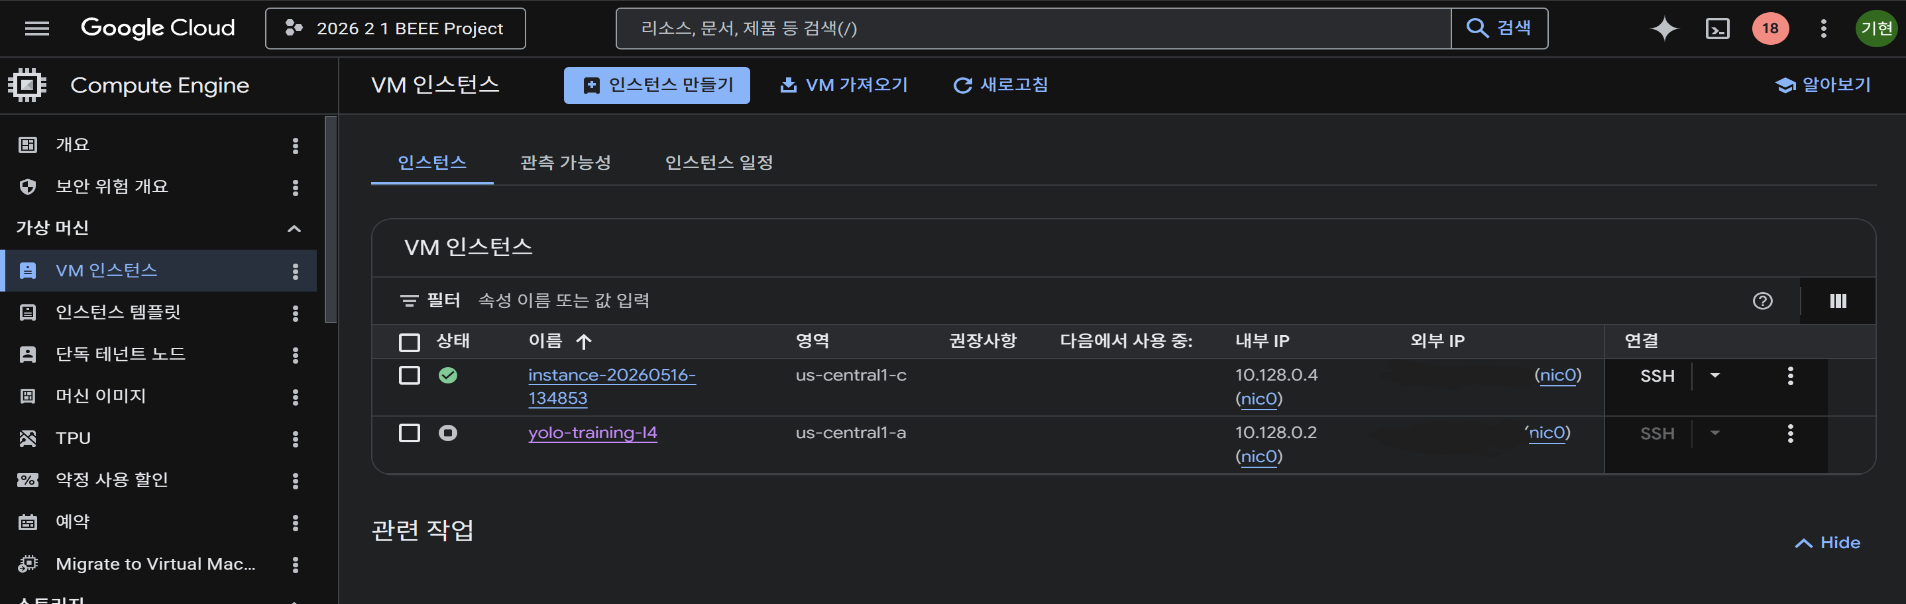 Google Cloud
2026 2 1 BEEE Project
리소스, 문서, 제품 등 검색(/)
검색
18
기현
Compute Engine
VM 인스턴스
인스턴스 만들기
VM 가져오기
새로고침
알아보기
개요
보안 위험 개요
가상 머신
VM 인스턴스
인스턴스 템플릿
단독 테넌트 노드
머신 이미지
TPU
약정 사용 할인
예약
Migrate to Virtual Mac...
인스턴스
관측 가능성
인스턴스 일정
VM 인스턴스
필터 속성 이름 또는 값 입력
상태 이름 영역 권장사항 다음에서 사용 중: 내부 IP 외부 IP 연결
instance-20260516- us-central1-c 10.128.0.4 (nic0) SSH
134853 (nic0)
yolo-training-l4 us-central1-a 10.128.0.2 nic0) SSH
(nic0)
관련 작업
Hide